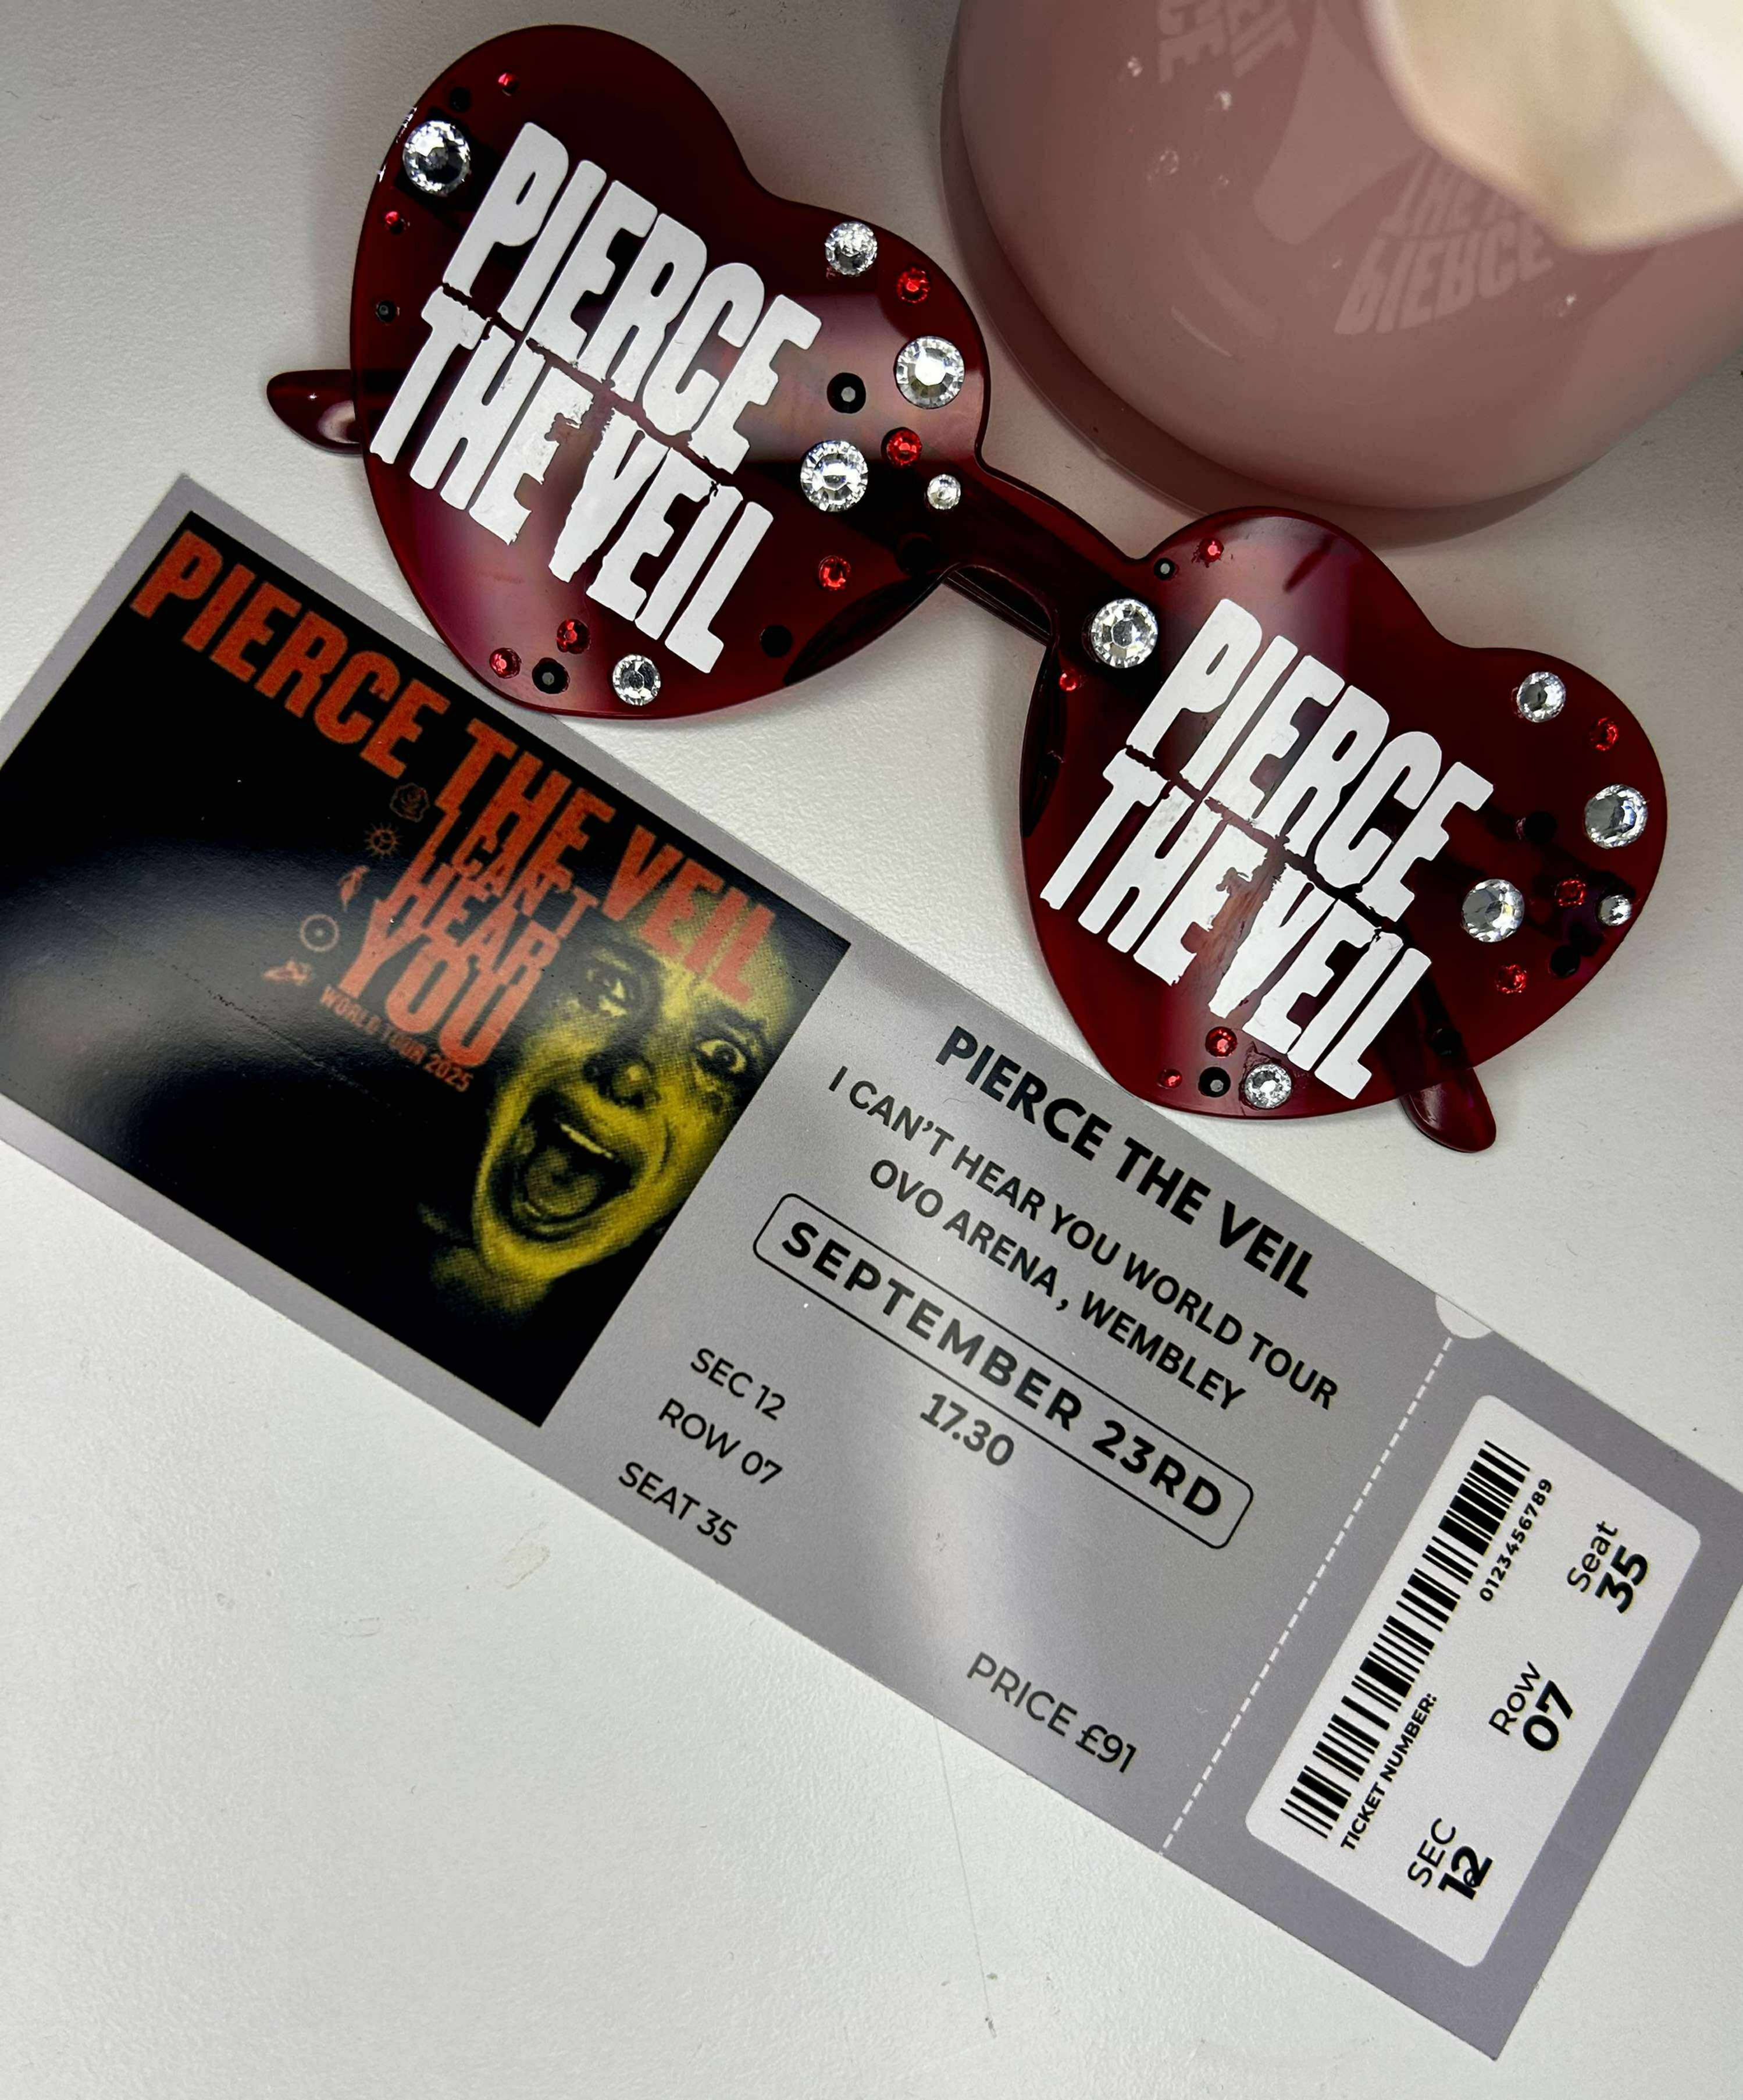 PIERCE
THE VEIL
PIERCE
THE VEIL
PIERCE THE VEIL
I CAN'T
HEAR
YOU
WORLD TOUR 2025
PIERCE THE VEIL
I CAN'T HEAR YOU WORLD TOUR
OVO ARENA , WEMBLEY
SEPTEMBER 23RD
17.30
SEC 12
ROW 07
SEAT 35
PRICE £91
TICKET NUMBER:
0123456789
SEC
12
Row
07
Seat
35
THE
PIERCE